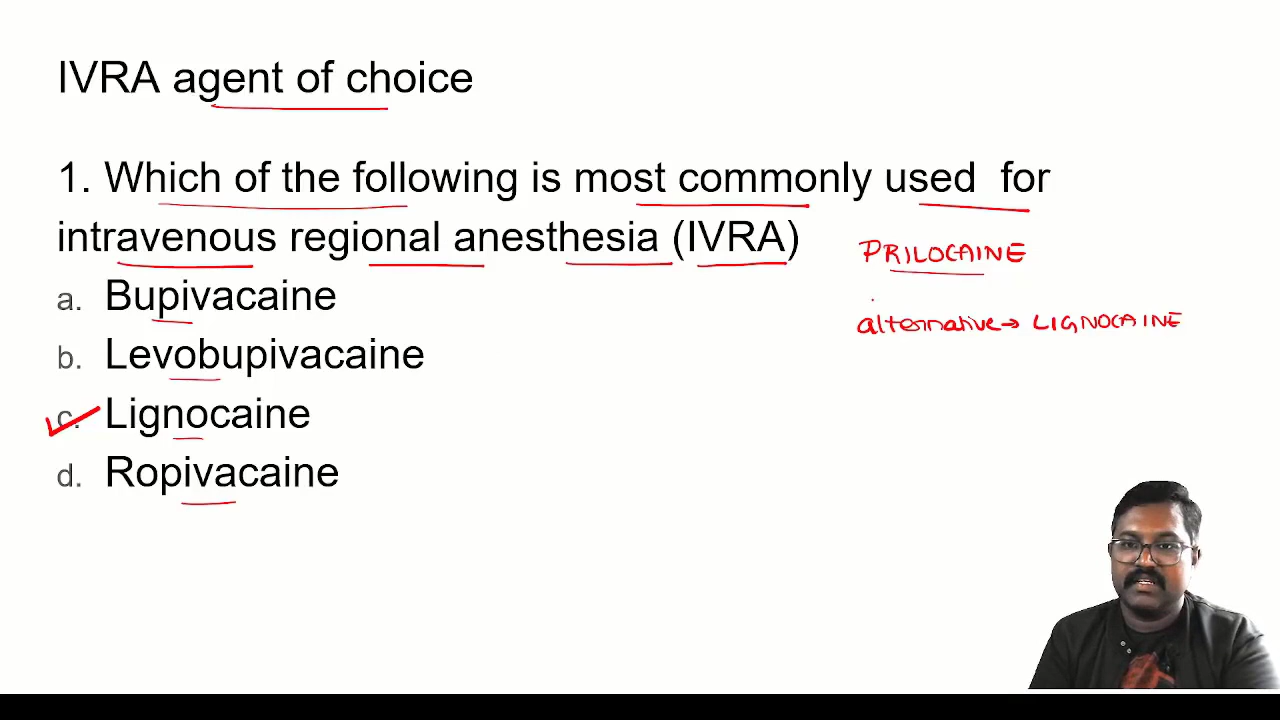 IVRA agent of choice
1. Which of the following is most commonly used for
intravenous regional anesthesia (IVRA)
PRILOCAINE
a. Bupivacaine
alternative → LIGNOCAINE
b. Levobupivacaine
c. Lignocaine
d. Ropivacaine